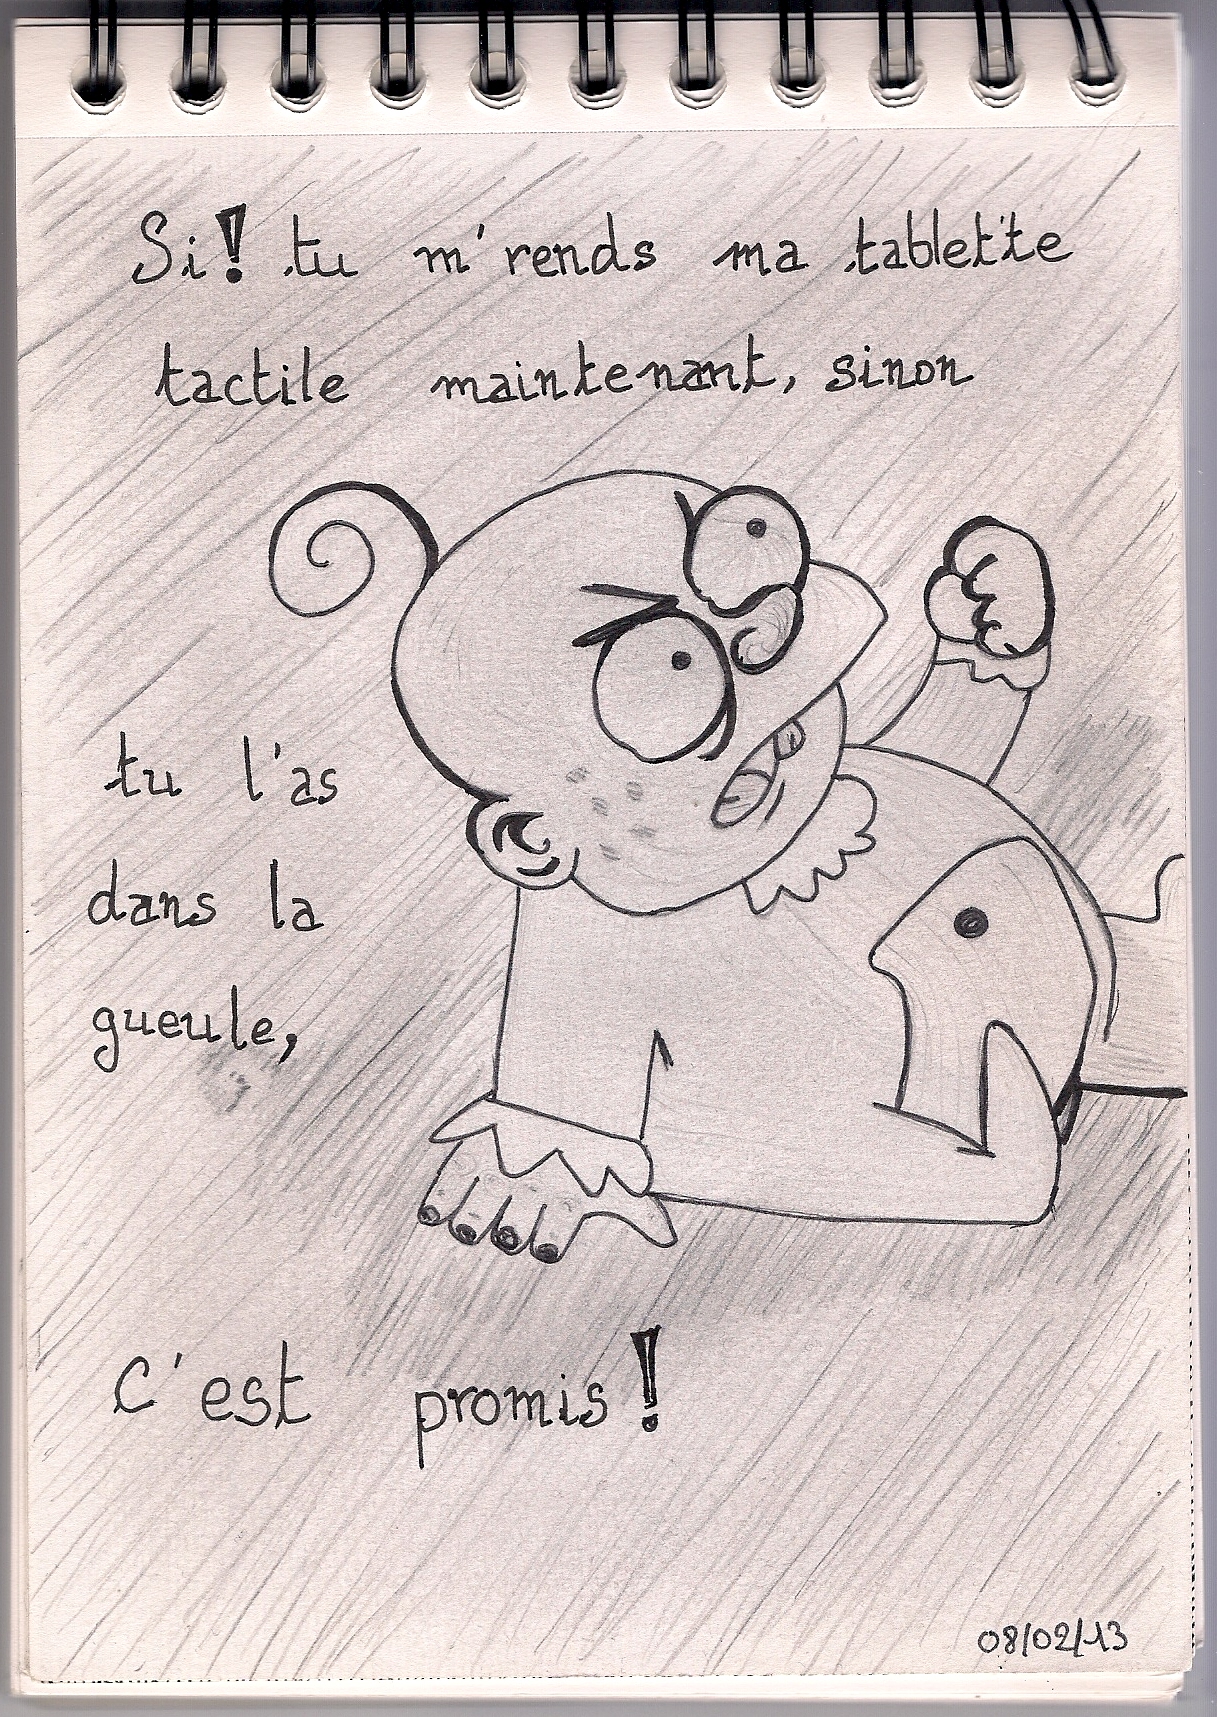 Si! tu m'rends ma tablette
tactile maintenant, sinon
tu l'as
dans la
gueule,
C'est promis!
08/02/13